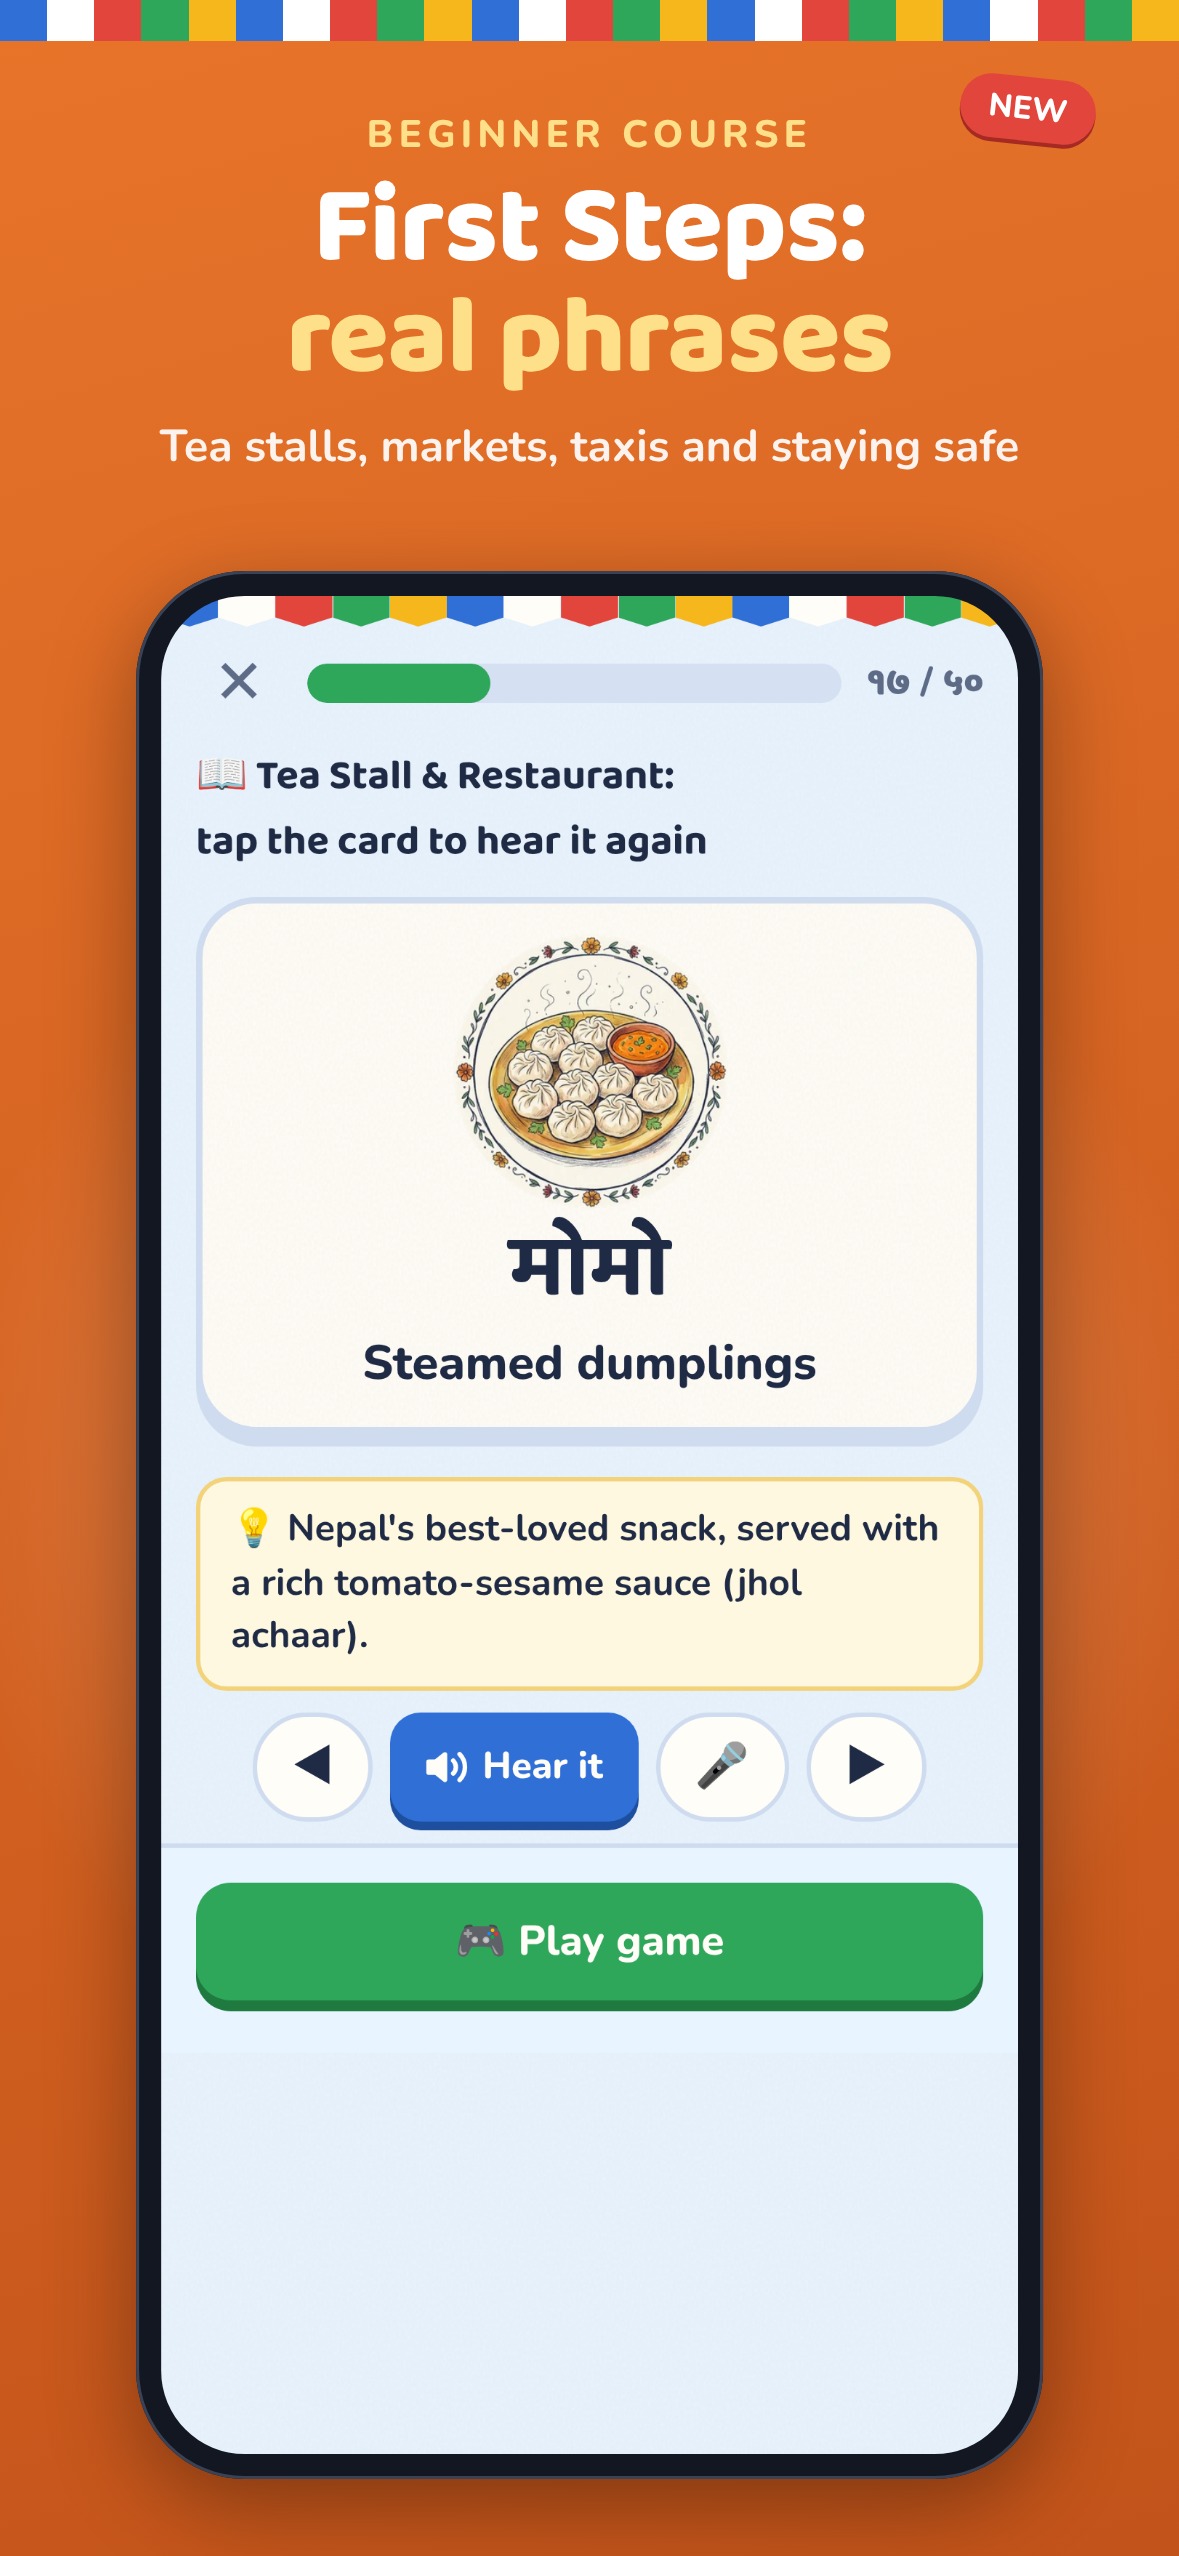 NEW
BEGINNER COURSE
First Steps:
real phrases
Tea stalls, markets, taxis and staying safe
१७ / ५०
Tea Stall & Restaurant:
tap the card to hear it again
मोमो
Steamed dumplings
Nepal's best-loved snack, served with
a rich tomato-sesame sauce (jhol
achaar).
Hear it
Play game